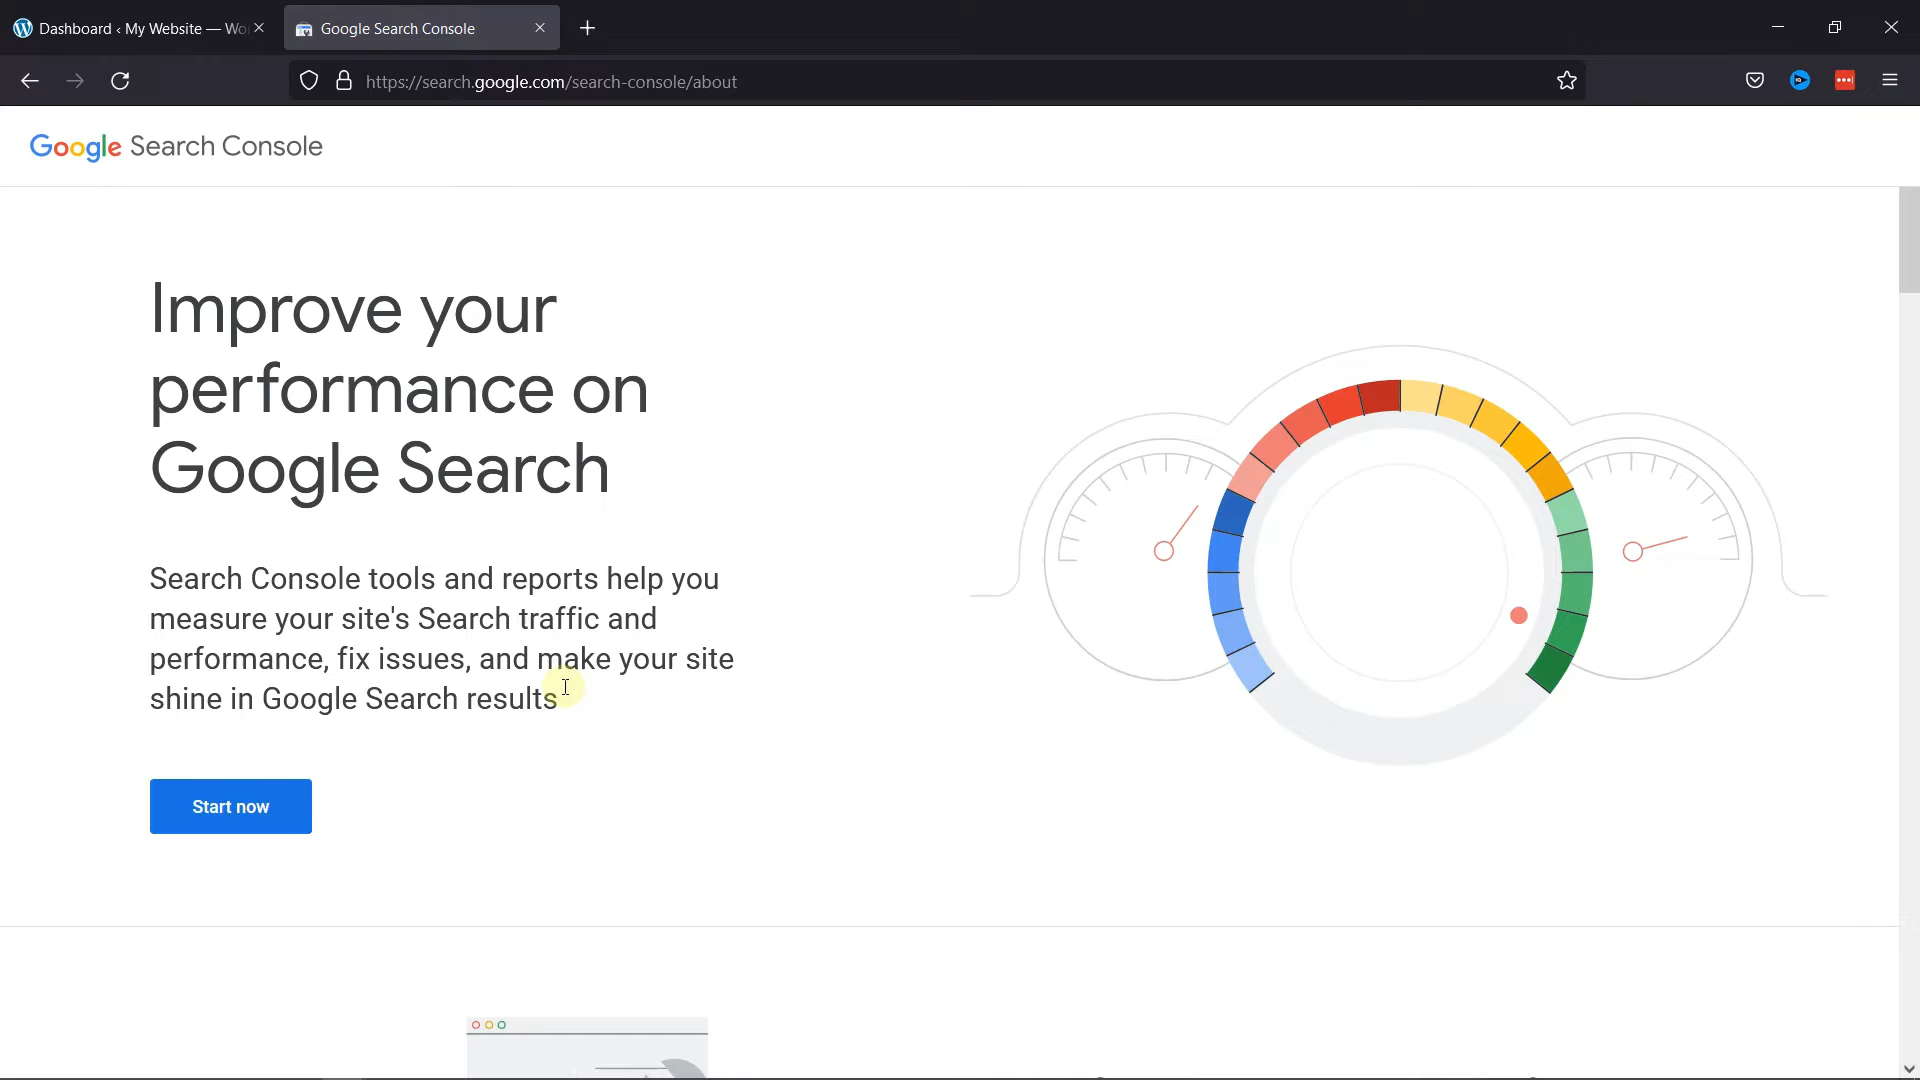 Dashboard ‹ My Website — Wo
Google Search Console
https://search.google.com/search-console/about
Google Search Console
Improve your
performance on
Google Search
Search Console tools and reports help you
measure your site's Search traffic and
performance, fix issues, and make your site
shine in Google Search results
Start now